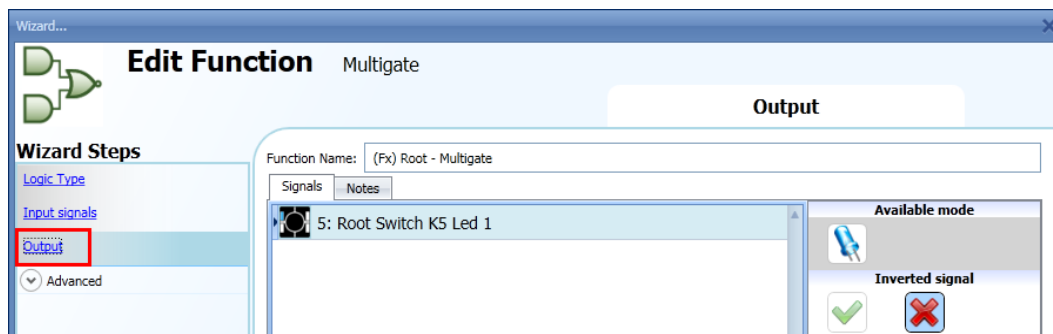 Wizard...
Edit Function Multigate
Output
Wizard Steps
Logic Type
Input signals
Output
Advanced
Function Name: (Fx) Root - Multigate
Signals Notes
5: Root Switch K5 Led 1
Available mode
Inverted signal